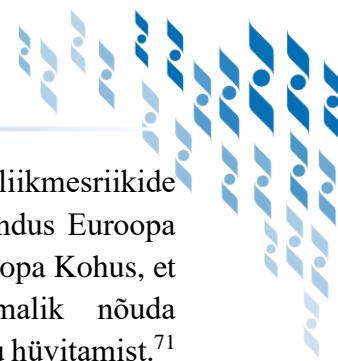 liikmesriikide
ndus Euroopa
opa Kohus, et
malik nõuda
u hüvitamist.⁷¹